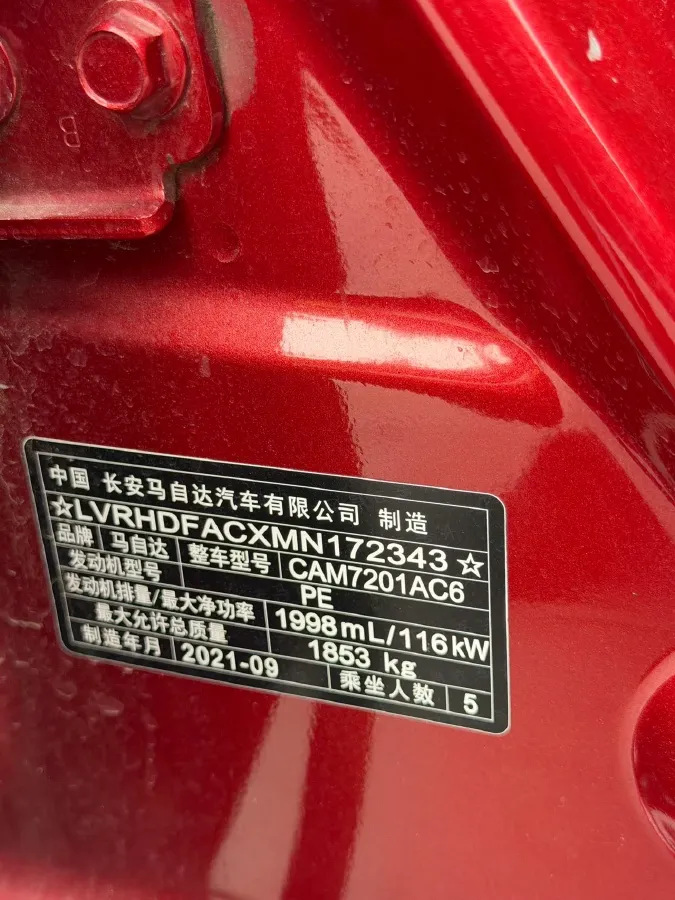 B
中国 长安马自达汽车有限公司 制造
☆LVRHDFACXMN172343☆
品牌 马自达 整车型号 CAM7201AC6
发动机型号 PE
发动机排量/最大净功率 1998mL/116kW
最大允许总质量 1853 kg
制造年月 2021-09 乘坐人数 5